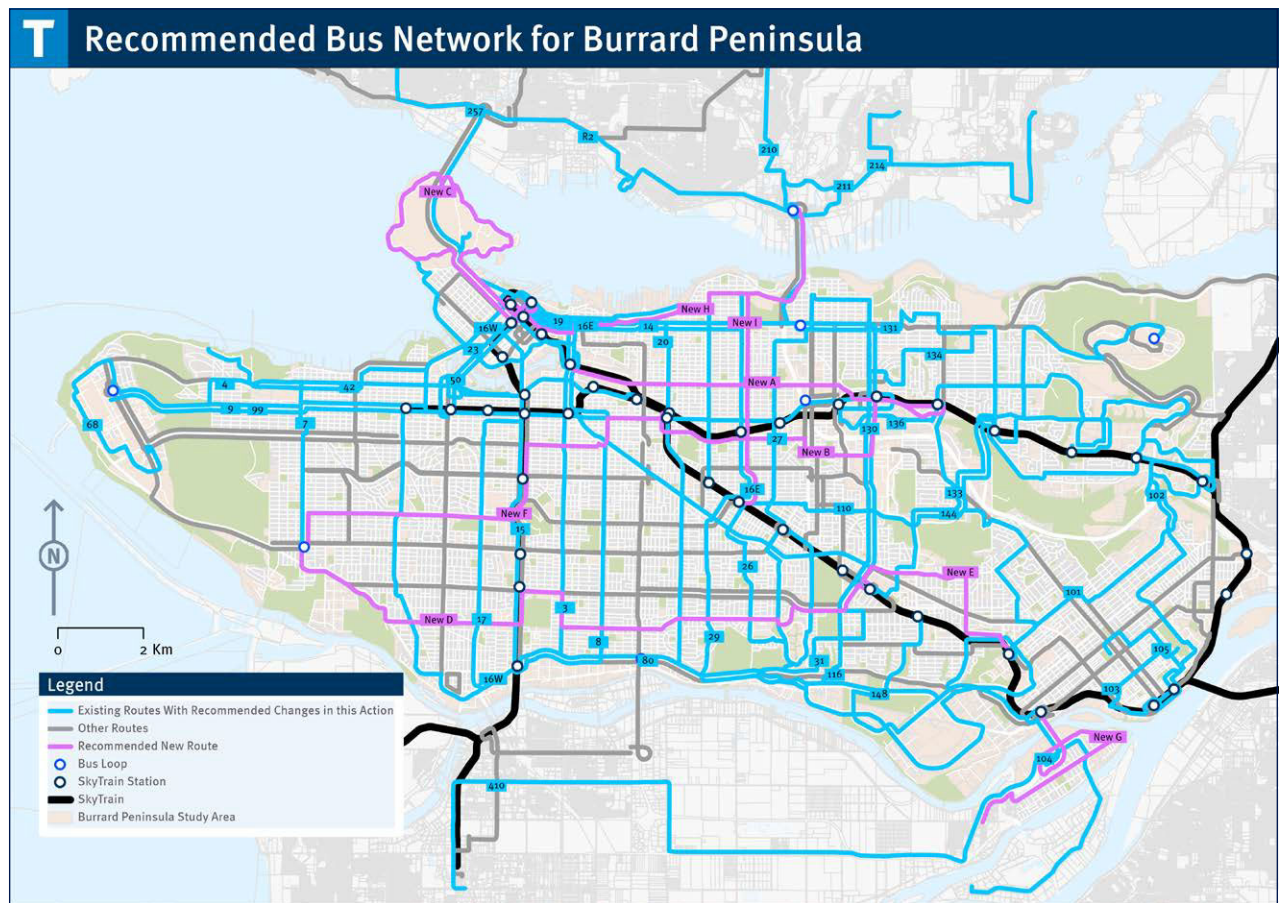 T Recommended Bus Network for Burrard Peninsula
257
R2
210
214
211
New C
New H
19
16E
14
New I
131
16W
20
134
23
4
42
50
New A
9
99
7
136
130
68
27
New B
16E
102
133
110
144
New F
15
N
26
New E
101
3
New D
17
8
29
105
0 2 Km
80
31
16W
116
148
103
New G
104
410
Legend
Existing Routes With Recommended Changes in this Action
Other Routes
Recommended New Route
Bus Loop
SkyTrain Station
SkyTrain
Burrard Peninsula Study Area